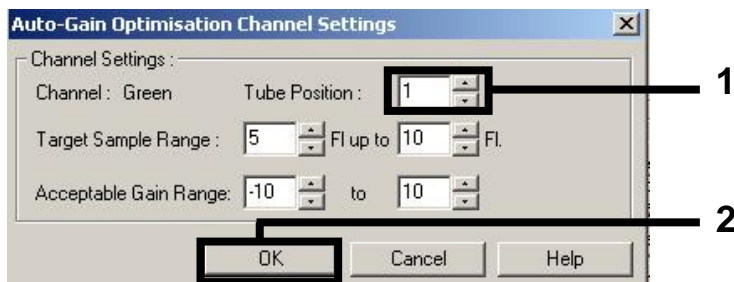 Auto-Gain Optimisation Channel Settings
Channel Settings :
Channel : Green Tube Position : 1 1
Target Sample Range : 5 Fl up to 10 Fl.
Acceptable Gain Range: -10 to 10
2
OK Cancel Help